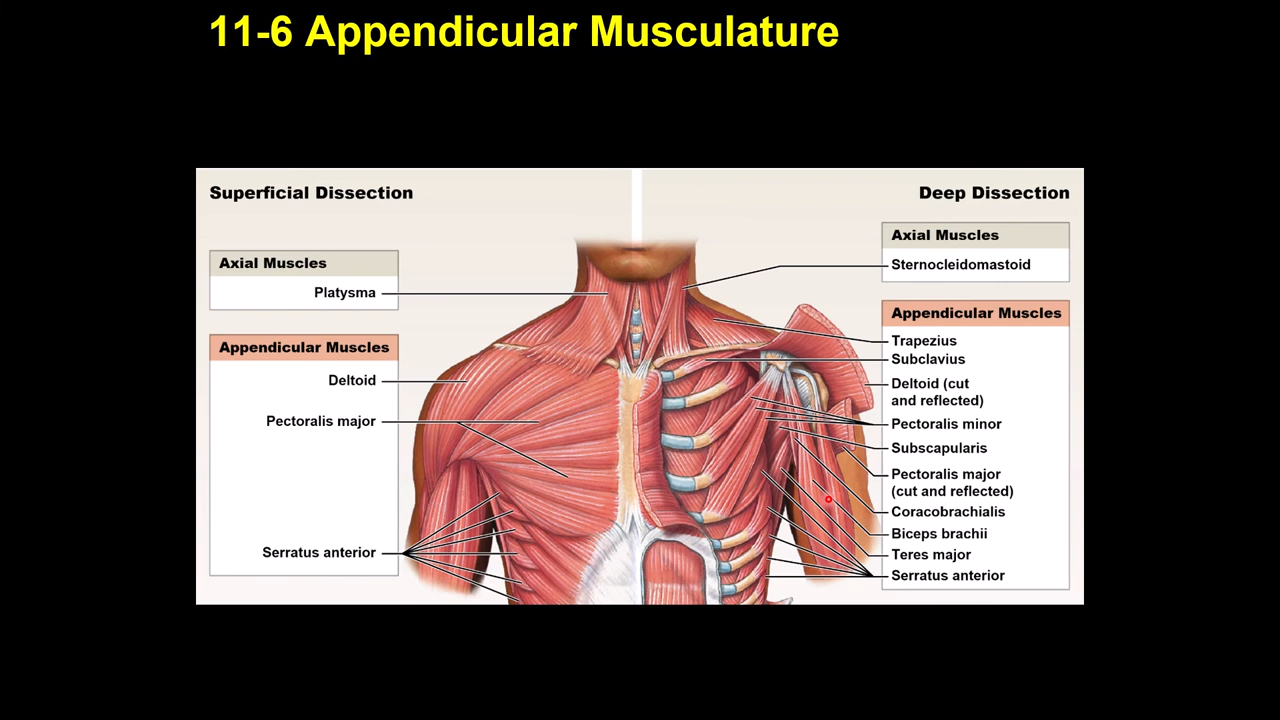 11-6 Appendicular Musculature
Superficial Dissection
Deep Dissection
Axial Muscles
Platysma
Appendicular Muscles
Deltoid
Pectoralis major
Serratus anterior
Axial Muscles
Sternocleidomastoid
Appendicular Muscles
Trapezius
Subclavius
Deltoid (cut
and reflected)
Pectoralis minor
Subscapularis
Pectoralis major
(cut and reflected)
Coracobrachialis
Biceps brachii
Teres major
Serratus anterior